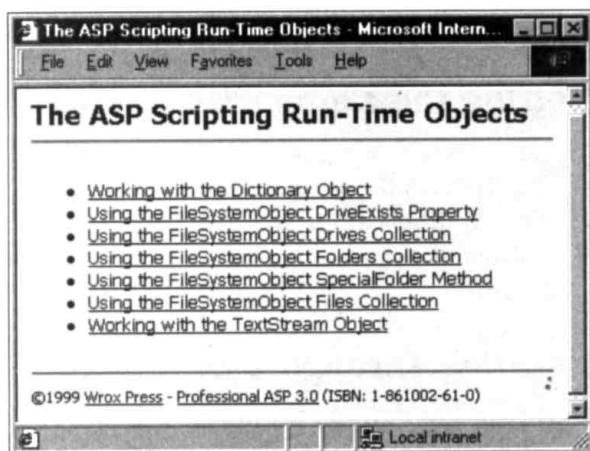 The ASP Scripting Run-Time Objects - Microsoft Intern...
File Edit View Favorites Tools Help
The ASP Scripting Run-Time Objects
Working with the Dictionary Object
Using the FileSystemObject DriveExists Property
Using the FileSystemObject Drives Collection
Using the FileSystemObject Folders Collection
Using the FileSystemObject SpecialFolder Method
Using the FileSystemObject Files Collection
Working with the TextStream Object
©1999 Wrox Press - Professional ASP 3.0 (ISBN: 1-861002-61-0)
Local intranet